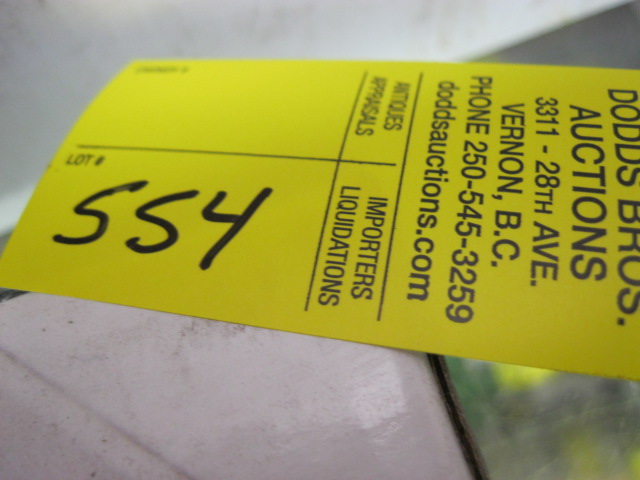 DODDS BROS.
AUCTIONS
3311 - 28TH AVE.
VERNON, B.C.
PHONE 250-545-3259
doddsauctions.com
ANTIQUES
APPRAISALS
IMPORTERS
LIQUIDATIONS
OWNER #
LOT #
554